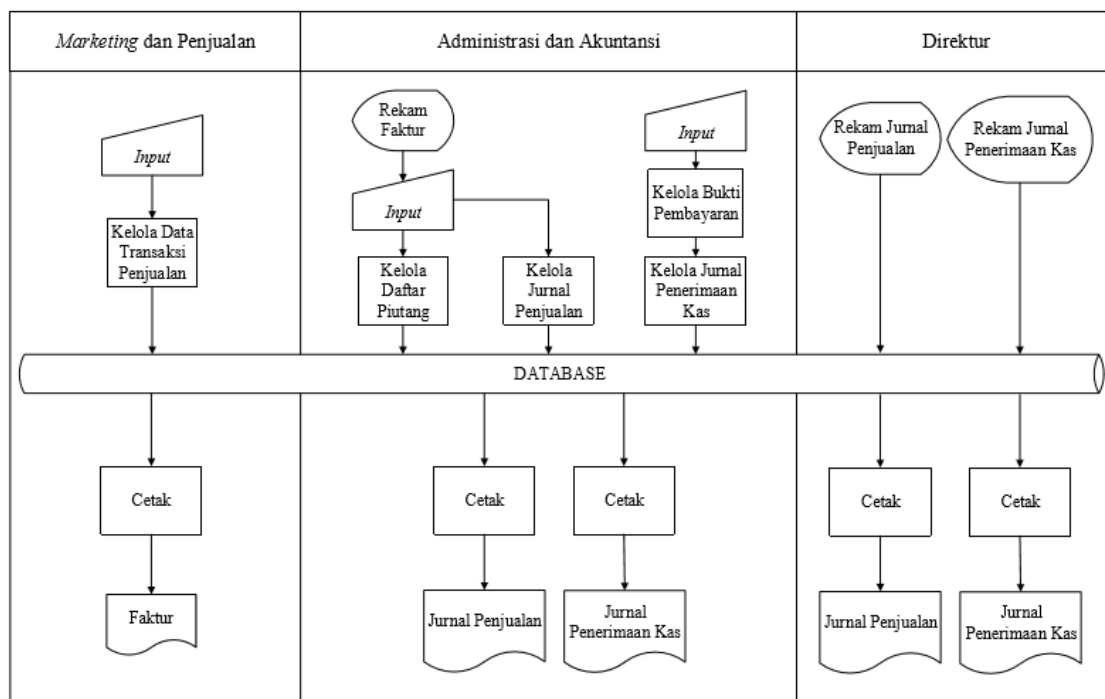 Marketing dan Penjualan
Administrasi dan Akuntansi
Direktur
Input
Kelola Data
Transaksi
Penjualan
Rekam
Faktur
Input
Kelola
Daftar
Piutang
Kelola
Jurnal
Penjualan
Input
Kelola Bukti
Pembayaran
Kelola Jurnal
Penerimaan
Kas
Rekam Jurnal
Penjualan
Rekam Jurnal
Penerimaan Kas
DATABASE
Cetak
Cetak
Cetak
Cetak
Cetak
Faktur
Jurnal Penjualan
Jurnal
Penerimaan Kas
Jurnal Penjualan
Jurnal
Penerimaan Kas